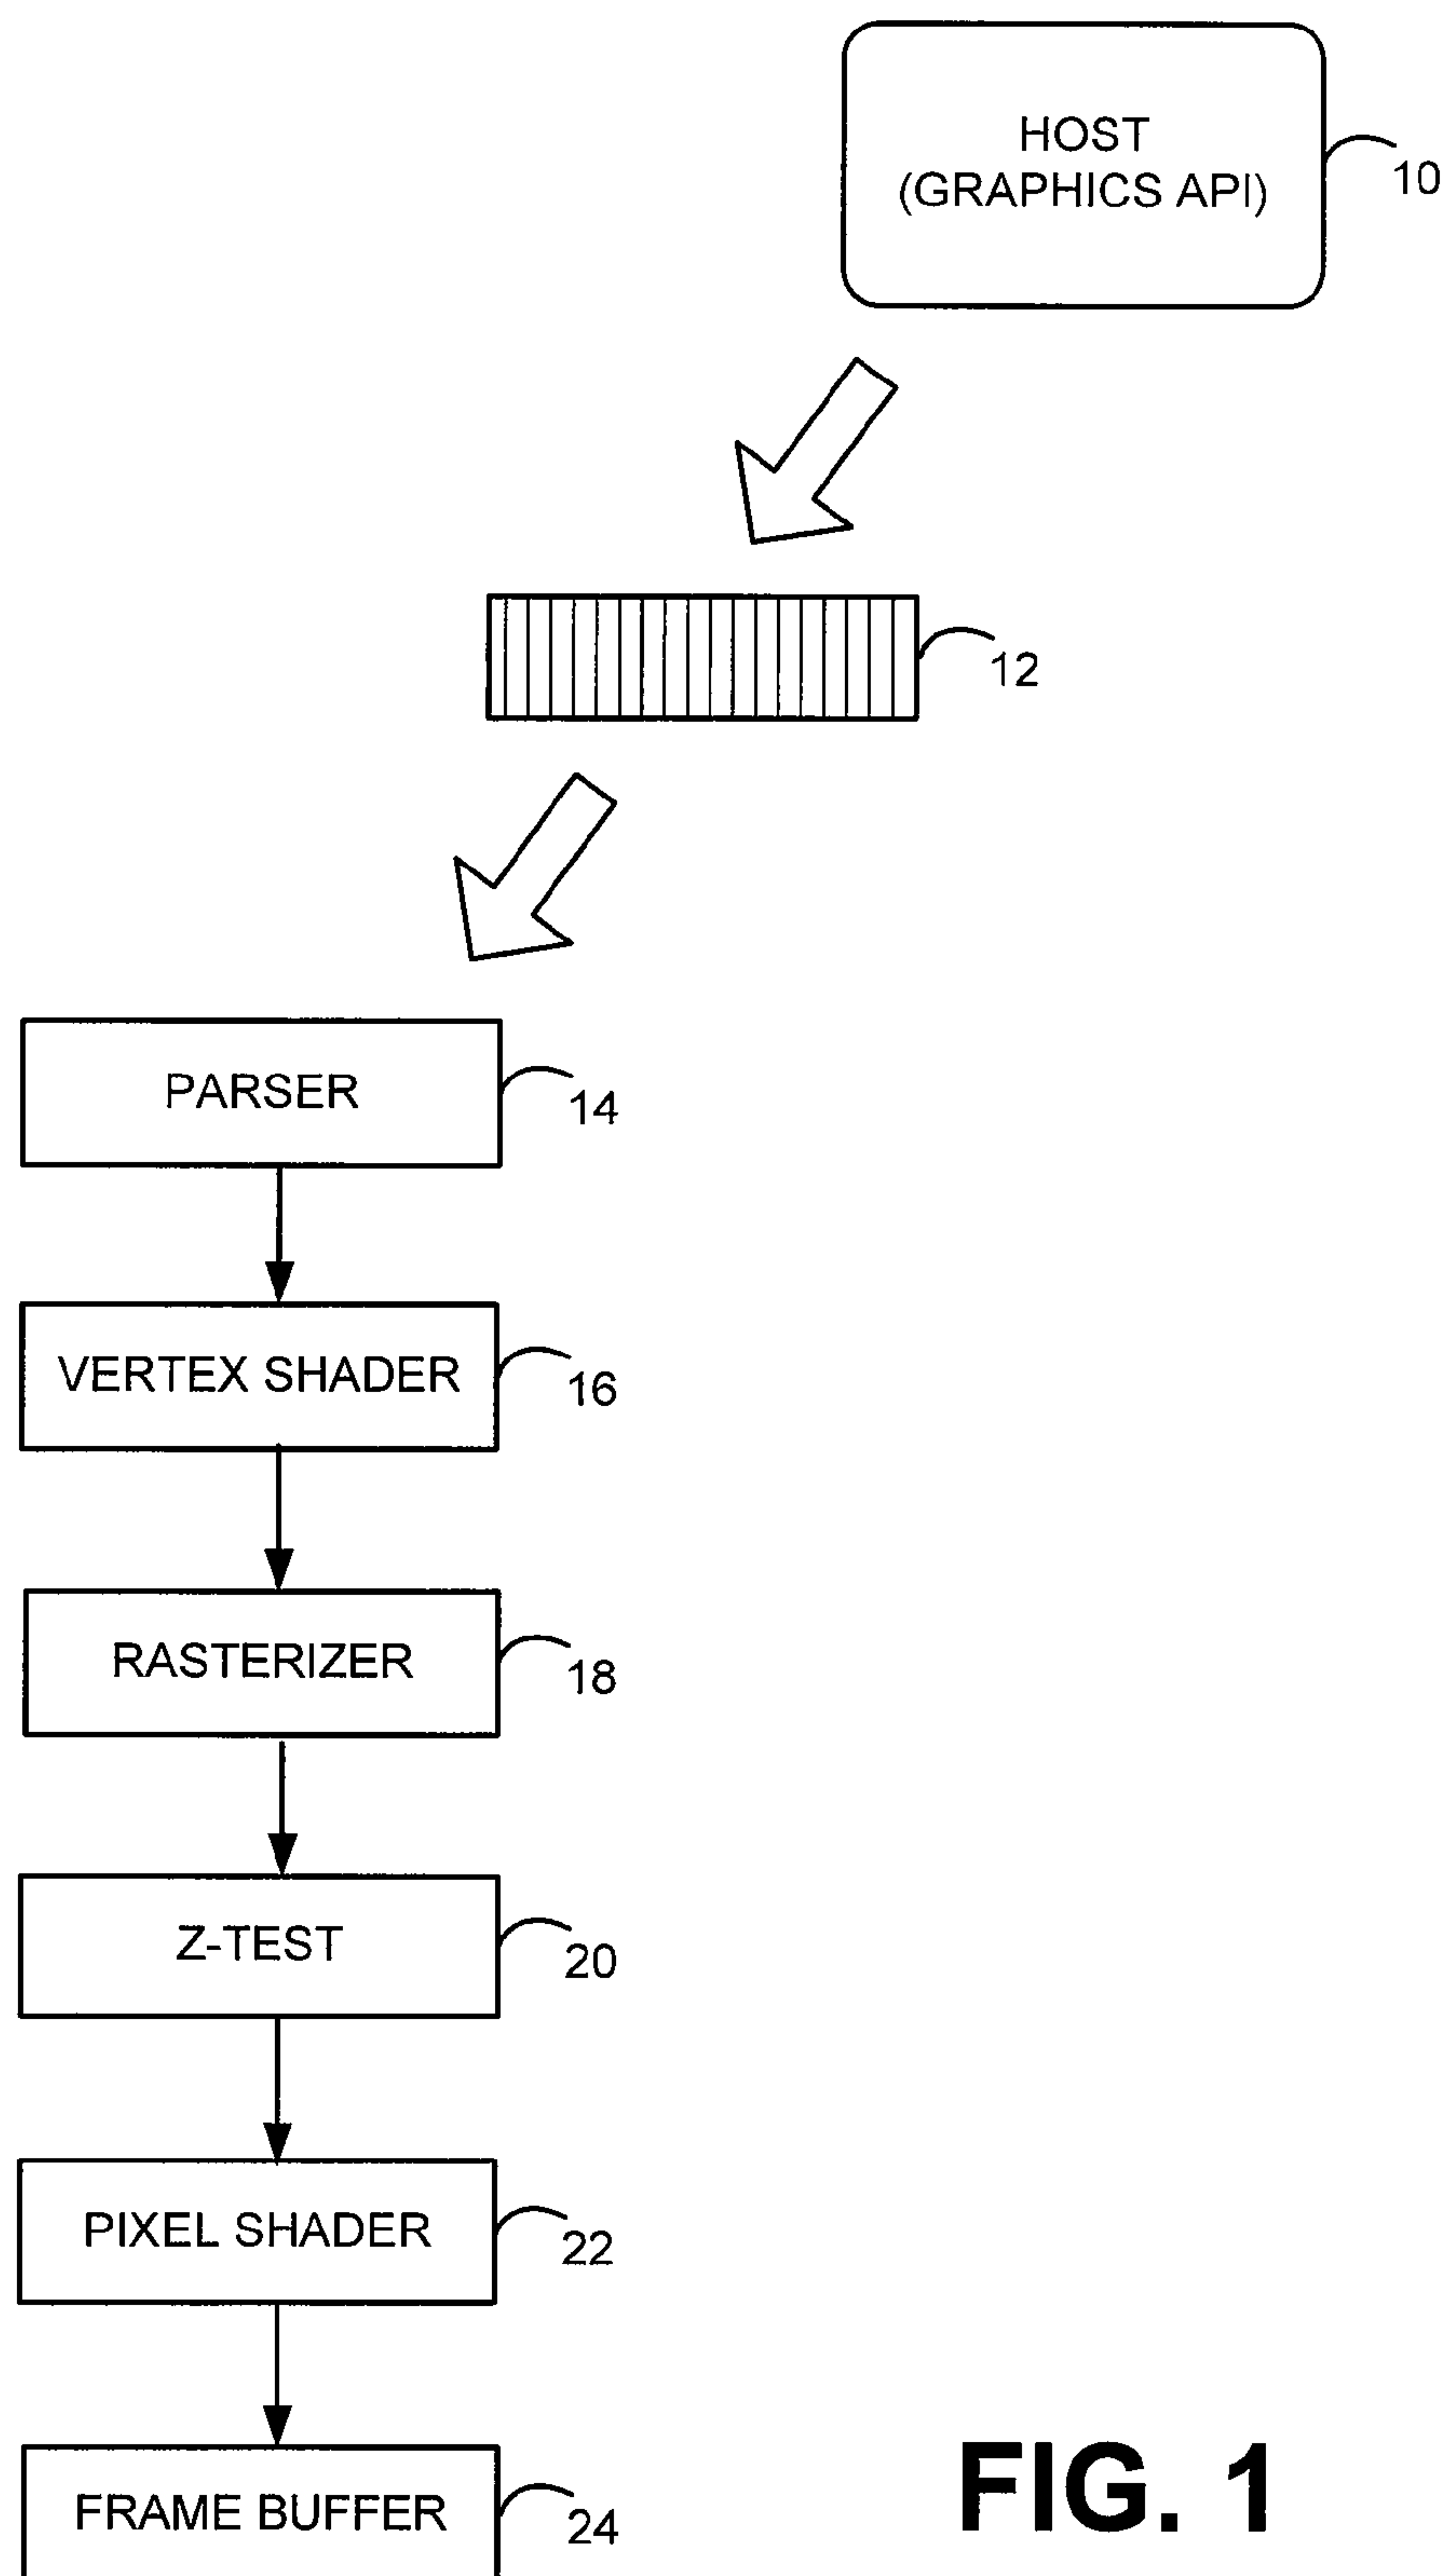 HOST
(GRAPHICS API)
10
12
PARSER
14
VERTEX SHADER
16
RASTERIZER
18
Z-TEST
20
PIXEL SHADER
22
FRAME BUFFER
24
FIG. 1